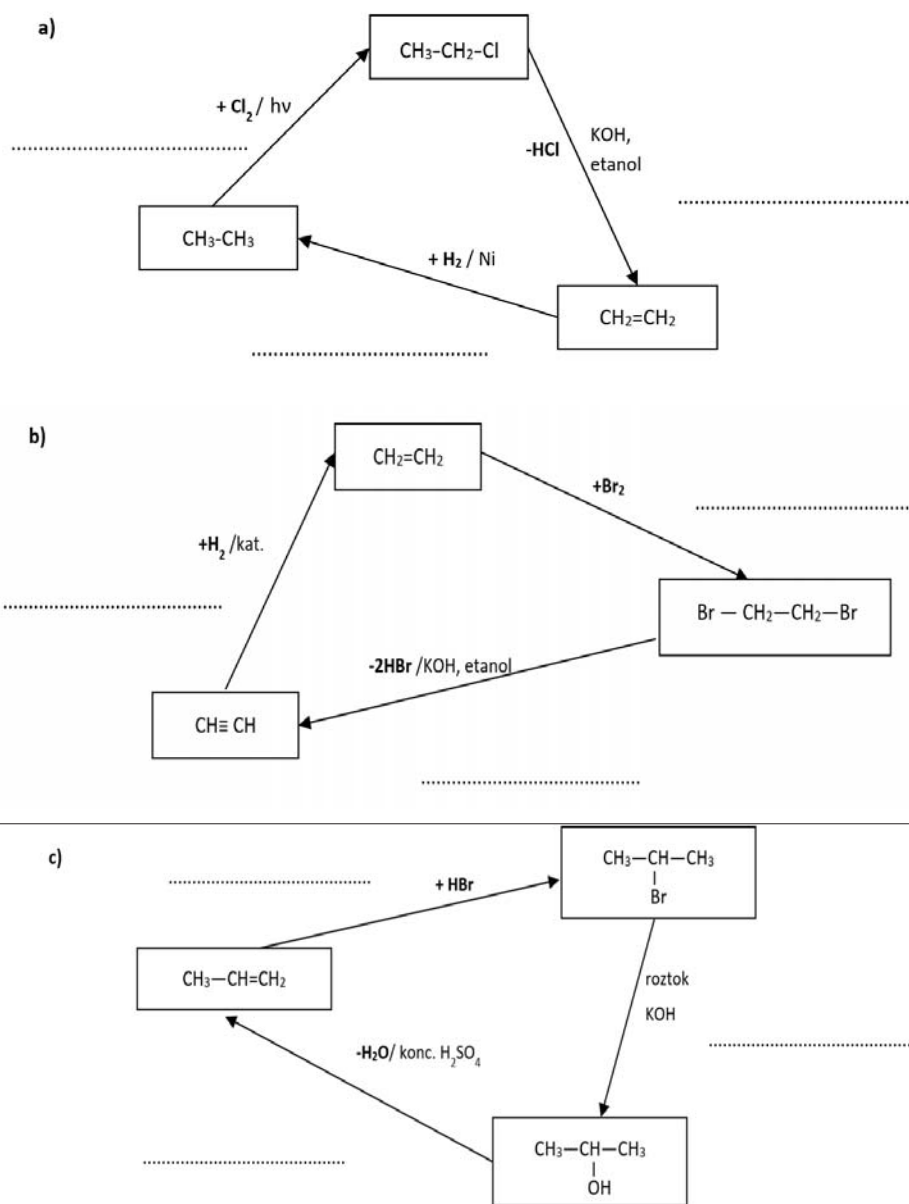 a)
CH₃-CH₂-Cl
+ Cl₂ / hν
-HCl
KOH,
etanol
....................................................
....................................................
CH₃-CH₃
+ H₂ / Ni
CH₂=CH₂
....................................................
b)
CH₂=CH₂
+Br₂
....................................................
+H₂ /kat.
....................................................
Br — CH₂—CH₂—Br
-2HBr /KOH, etanol
CH≡ CH
....................................................
c)
CH₃—CH—CH₃
|
Br
....................................................
+ HBr
CH₃—CH=CH₂
roztok
KOH
....................................................
-H₂O/ konc. H₂SO₄
CH₃—CH—CH₃
|
OH
....................................................